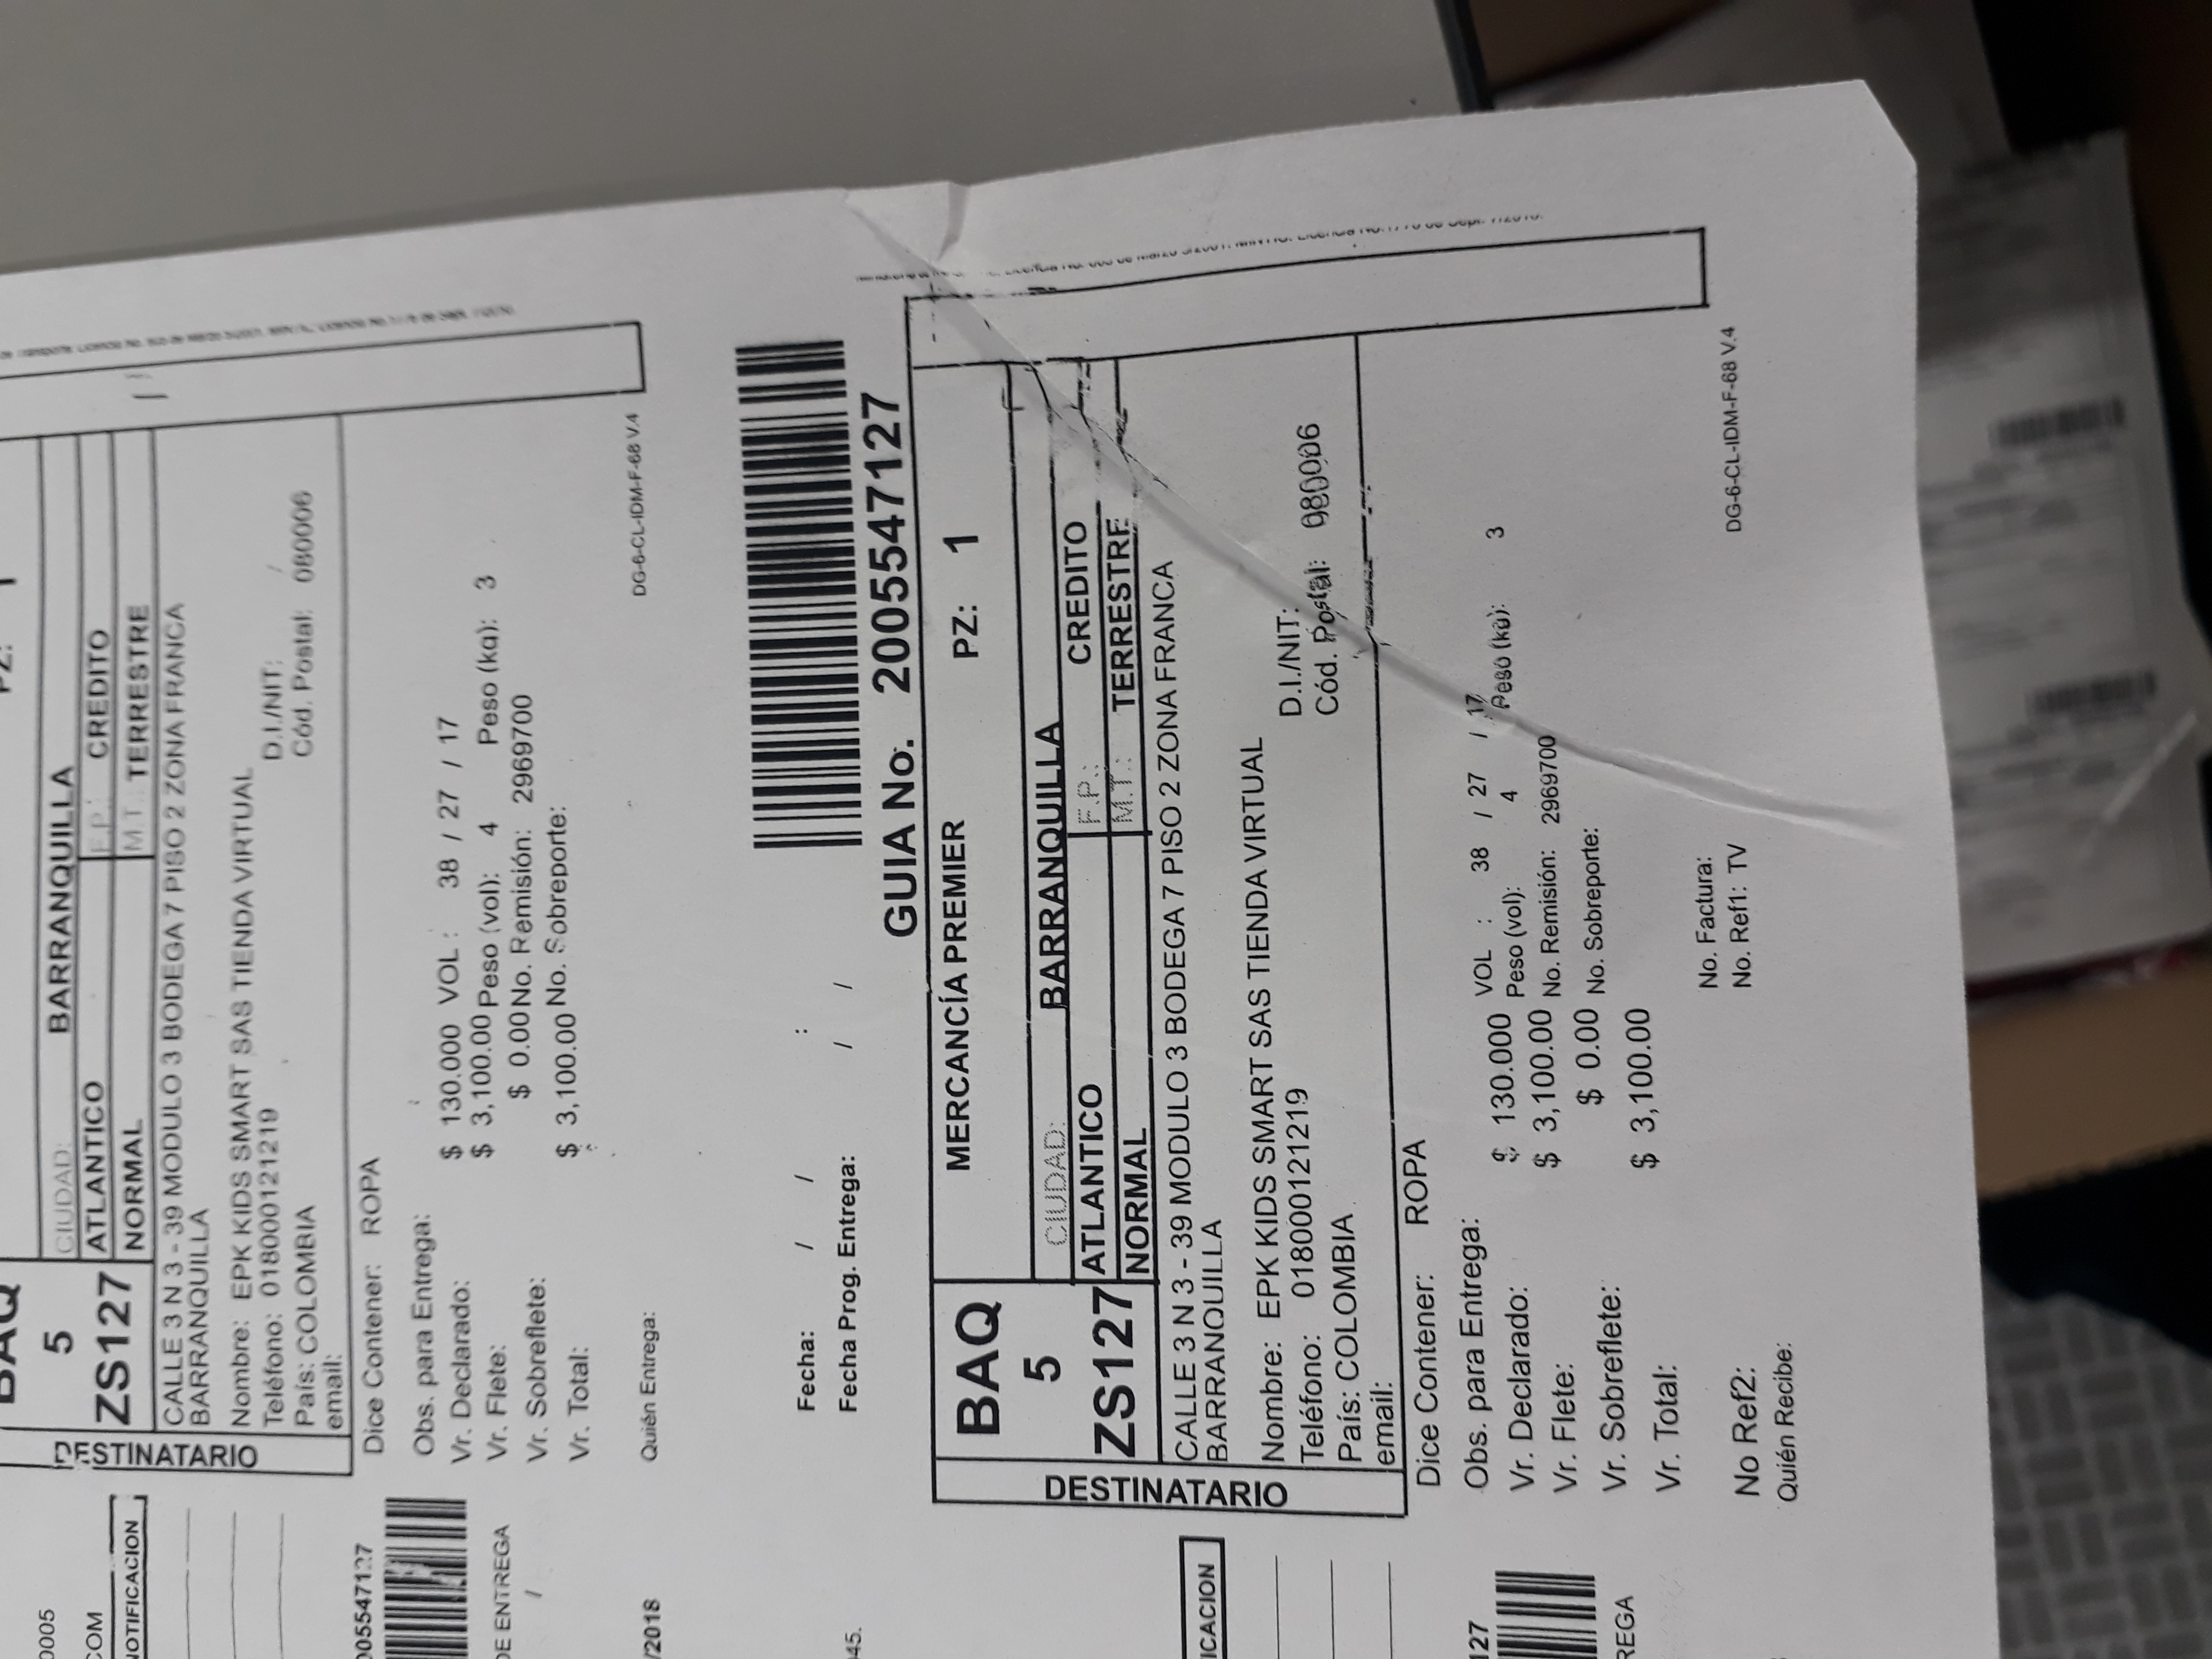 0005
COM
NOTIFICACION
DESTINATARIO
BAQ
5
ZS127
PZ: 1
CIUDAD: BARRANQUILLA
ATLANTICO F.P.: CREDITO
NORMAL M.T.: TERRESTRE
CALLE 3 N 3 - 39 MODULO 3 BODEGA 7 PISO 2 ZONA FRANCA
BARRANQUILLA
Nombre: EPK KIDS SMART SAS TIENDA VIRTUAL
Teléfono: 018000121219 D.I./NIT:
País: COLOMBIA Cód. Postal: 080006
email:
005547127
DE ENTREGA
/
/2018
Dice Contener: ROPA
Obs. para Entrega:
Vr. Declarado: $ 130.000 VOL : 38 / 27 / 17
Vr. Flete: $ 3,100.00 Peso (vol): 4 Peso (kg): 3
Vr. Sobreflete: $ 0.00 No. Remisión: 2969700
Vr. Total: $ 3,100.00 No. Sobreporte:
Quién Entrega:
DG-6-CL-IDM-F-68 V.4
Fecha: / / :
Fecha Prog. Entrega: / /
45.
GUIA No. 2005547127
DESTINATARIO
BAQ
5
ZS127
MERCANCÍA PREMIER PZ: 1
CIUDAD: BARRANQUILLA
ATLANTICO F.P.: CREDITO
NORMAL M.T.: TERRESTRE
CALLE 3 N 3 - 39 MODULO 3 BODEGA 7 PISO 2 ZONA FRANCA
BARRANQUILLA
Nombre: EPK KIDS SMART SAS TIENDA VIRTUAL
Teléfono: 018000121219 D.I./NIT:
País: COLOMBIA Cód. Postal: 080006
email:
ICACION
127
REGA
Dice Contener: ROPA
Obs. para Entrega:
Vr. Declarado: $ 130.000 VOL : 38 / 27 / 17
Peso (vol): 4 Peso (kg): 3
Vr. Flete: $ 3,100.00 No. Remisión: 2969700
Vr. Sobreflete: $ 0.00 No. Sobreporte:
Vr. Total: $ 3,100.00
No. Factura:
No Ref2: No. Ref1: TV
Quién Recibe:
DG-6-CL-IDM-F-68 V.4